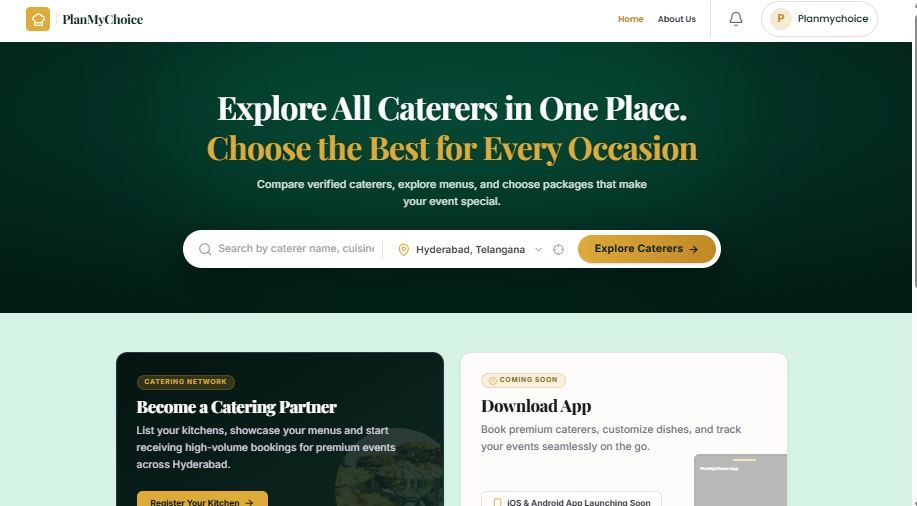 PlanMyChoice
Home
About Us
P
Planmychoice
Explore All Caterers in One Place.
Choose the Best for Every Occasion
Compare verified caterers, explore menus, and choose packages that make
your event special.
Search by caterer name, cuisine
Hyderabad, Telangana
Explore Caterers →
CATERING NETWORK
Become a Catering Partner
List your kitchens, showcase your menus and start
receiving high-volume bookings for premium events
across Hyderabad.
Register Your Kitchen →
COMING SOON
Download App
Book premium caterers, customize dishes, and track
your events seamlessly on the go.
PlanMyChoice App
iOS & Android App Launching Soon